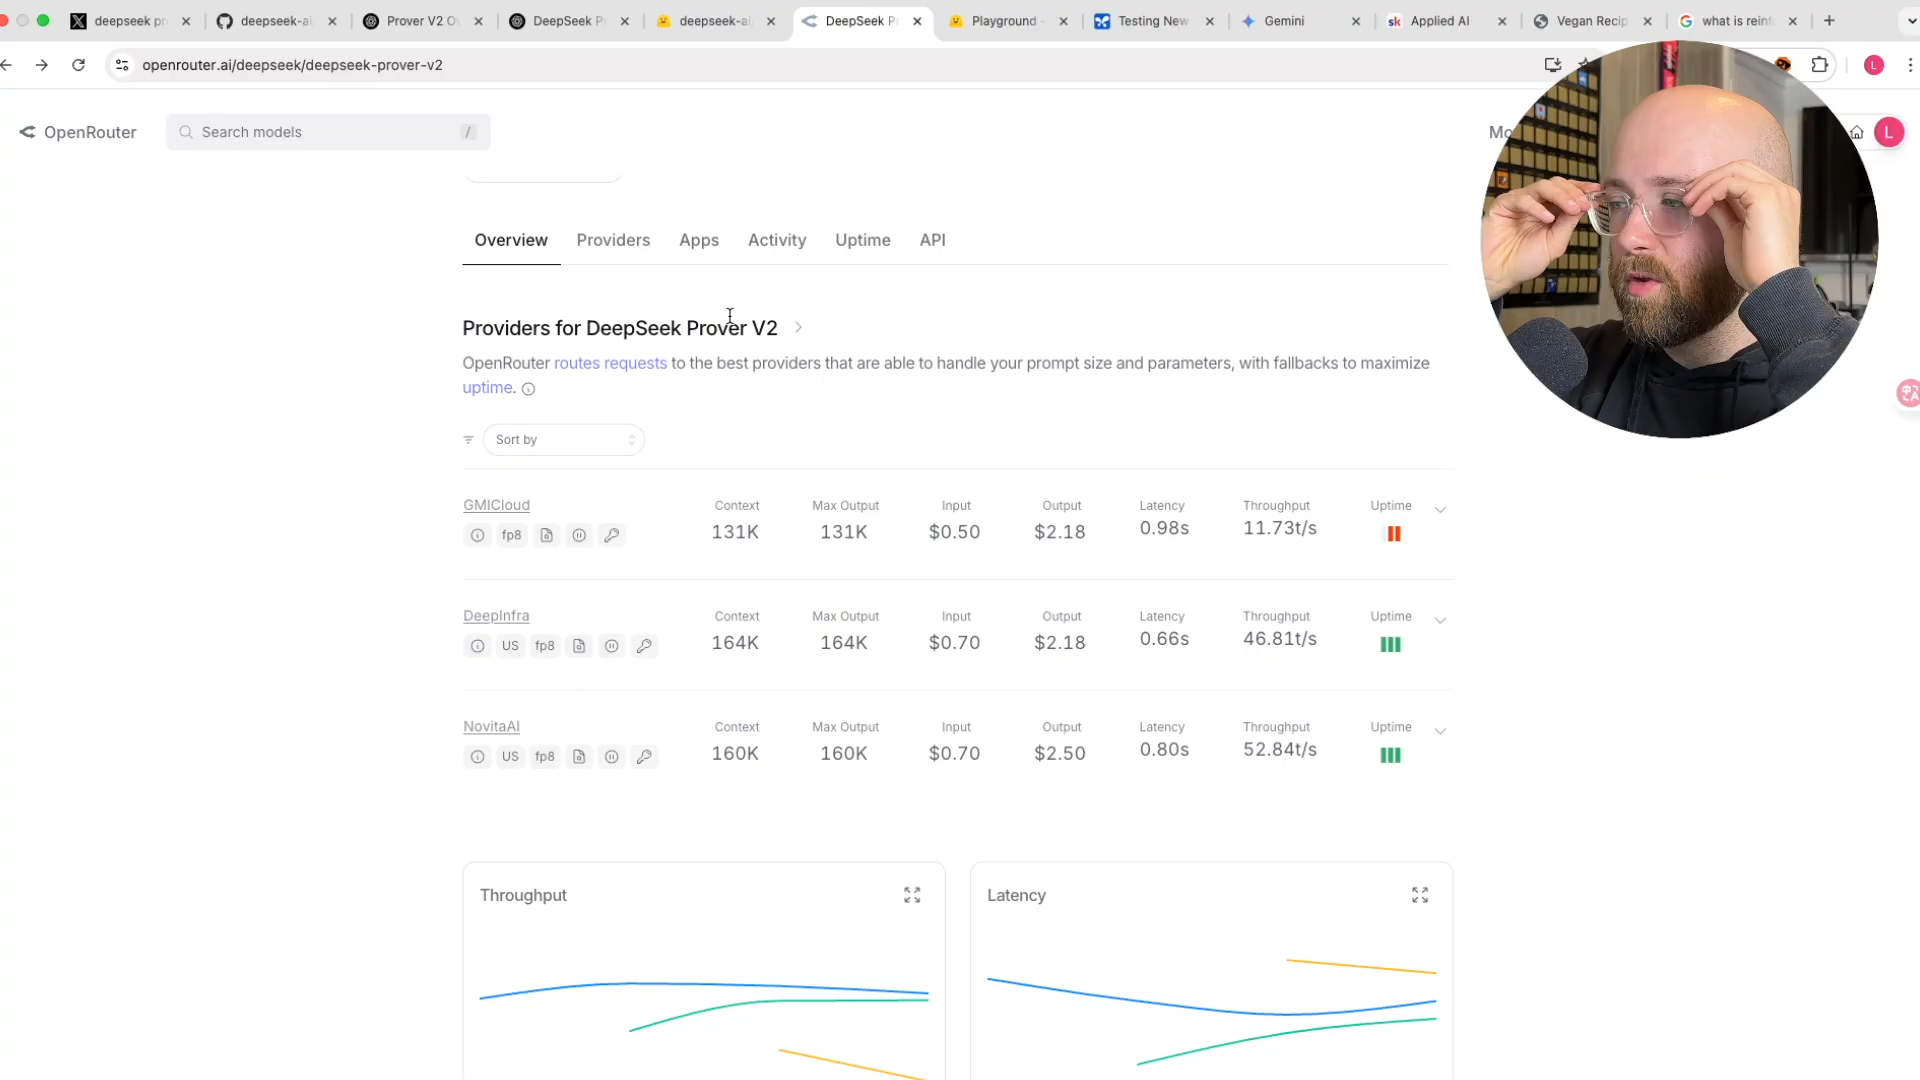 deepseek pr
deepseek-ai
Prover V2 O
DeepSeek P
deepseek-ai
DeepSeek P
Playground
Testing New
Gemini
sk Applied AI
Vegan Recip
what is reinf
openrouter.ai/deepseek/deepseek-prover-v2
L
OpenRouter
Search models /
Mo
L
Overview Providers Apps Activity Uptime API
Providers for DeepSeek Prover V2
OpenRouter routes requests to the best providers that are able to handle your prompt size and parameters, with fallbacks to maximize
uptime.
Sort by
GMICloud Context Max Output Input Output Latency Throughput Uptime
fp8 131K 131K $0.50 $2.18 0.98s 11.73t/s
DeepInfra Context Max Output Input Output Latency Throughput Uptime
US fp8 164K 164K $0.70 $2.18 0.66s 46.81t/s
NovitaAI Context Max Output Input Output Latency Throughput Uptime
US fp8 160K 160K $0.70 $2.50 0.80s 52.84t/s
Throughput
Latency